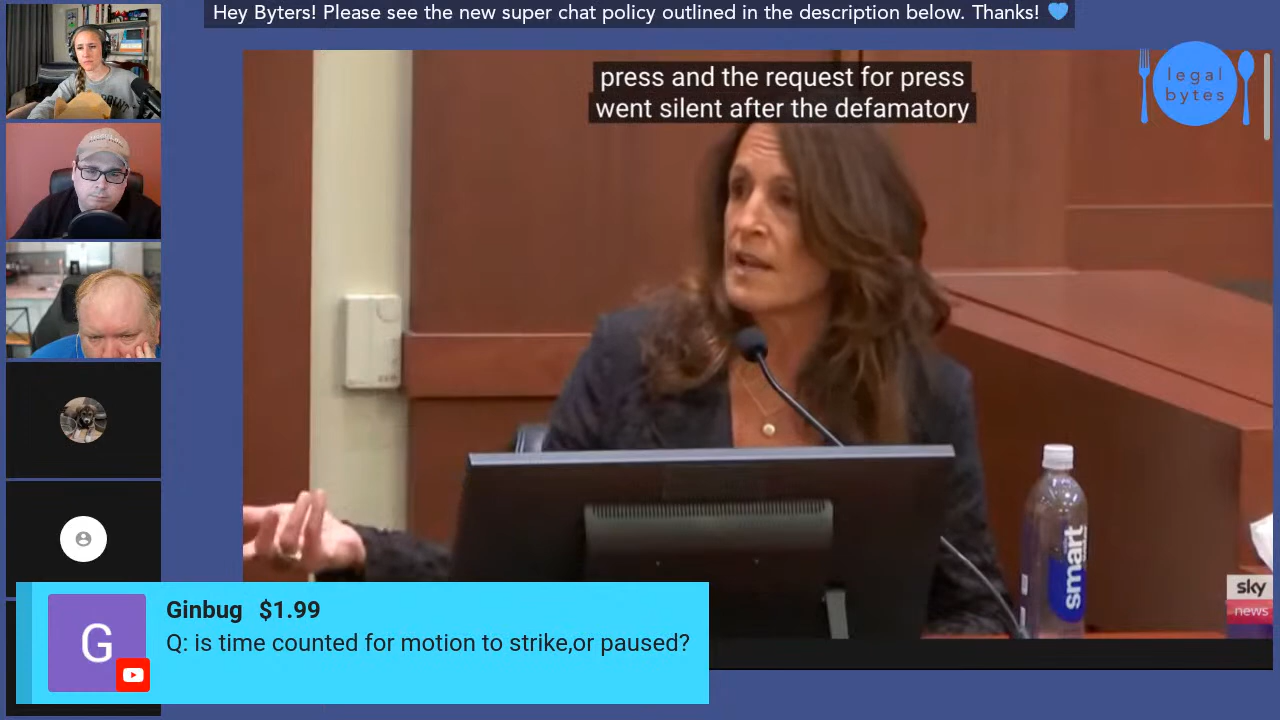 Hey Byters! Please see the new super chat policy outlined in the description below. Thanks! 💙
press and the request for press
went silent after the defamatory
legal
bytes
smart
sky
news
G
Ginbug $1.99
Q: is time counted for motion to strike,or paused?